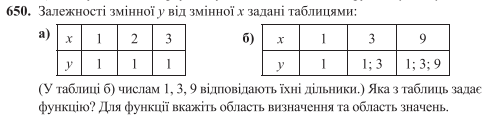 650. Залежності змінної y від змінної x задані таблицями:
а) x 1 2 3 б) x 1 3 9
y 1 1 1 y 1 1; 3 1; 3; 9
(У таблиці б) числам 1, 3, 9 відповідають їхні дільники.) Яка з таблиць задає
функцію? Для функції вкажіть область визначення та область значень.